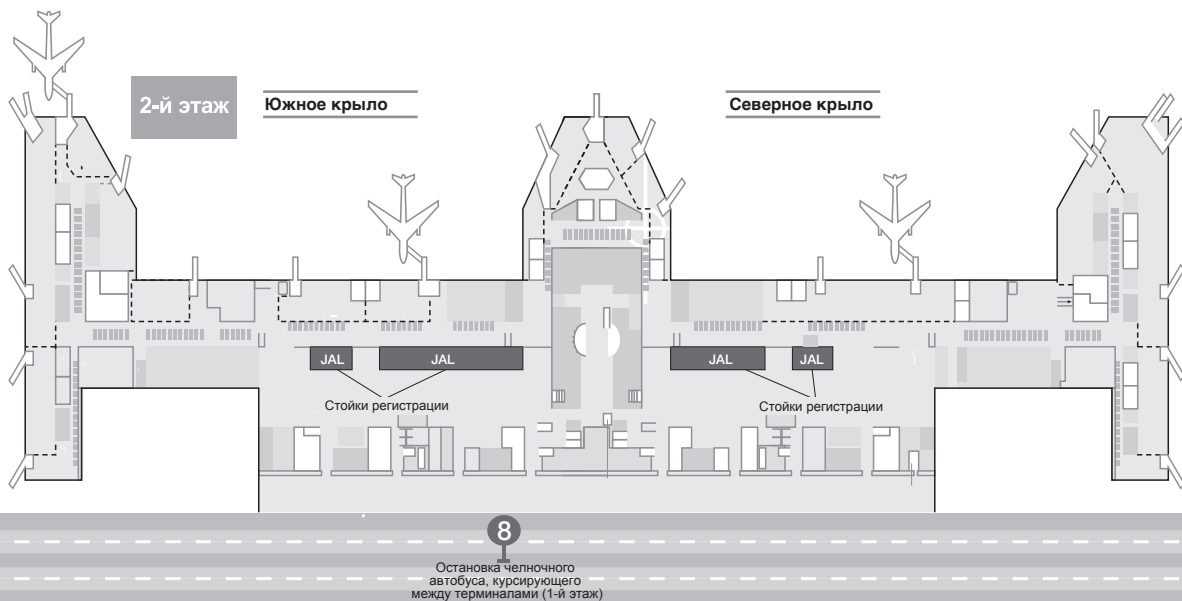 2-й этаж
Южное крыло
Северное крыло
JAL
JAL
JAL
JAL
Стойки регистрации
Стойки регистрации
8
Остановка челночного
автобуса, курсирующего
между терминалами (1-й этаж)